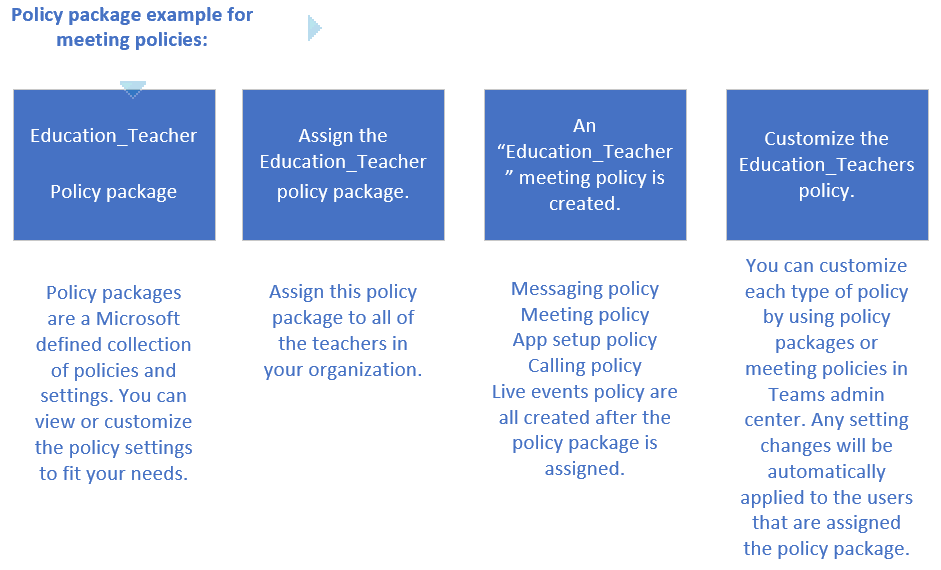 Policy package example for
meeting policies:
Education_Teacher
Policy package
Policy packages
are a Microsoft
defined collection
of policies and
settings. You can
view or customize
the policy settings
to fit your needs.
Assign the
Education_Teacher
policy package.
Assign this policy
package to all of
the teachers in
your organization.
An
“Education_Teacher
” meeting policy is
created.
Messaging policy
Meeting policy
App setup policy
Calling policy
Live events policy are
all created after the
policy package is
assigned.
Customize the
Education_Teachers
policy.
You can customize
each type of policy
by using policy
packages or
meeting policies in
Teams admin
center. Any setting
changes will be
automatically
applied to the users
that are assigned
the policy package.